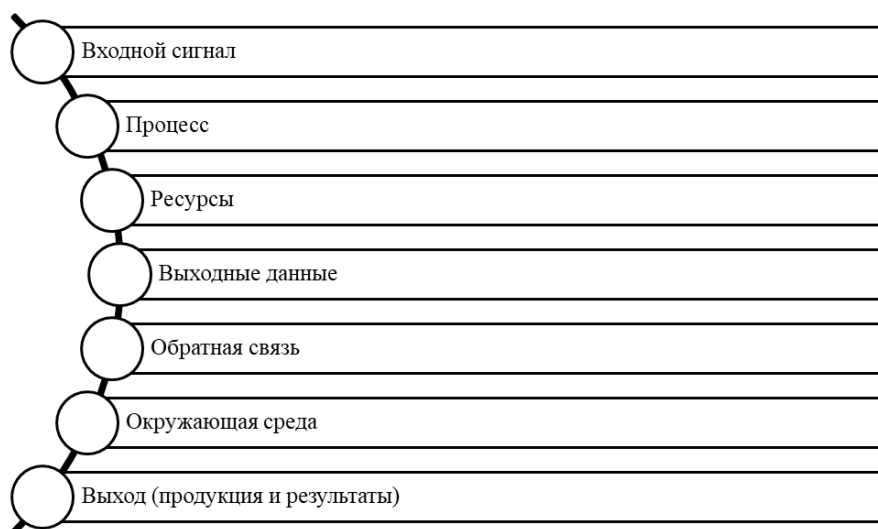 Входной сигнал
Процесс
Ресурсы
Выходные данные
Обратная связь
Окружающая среда
Выход (продукция и результаты)